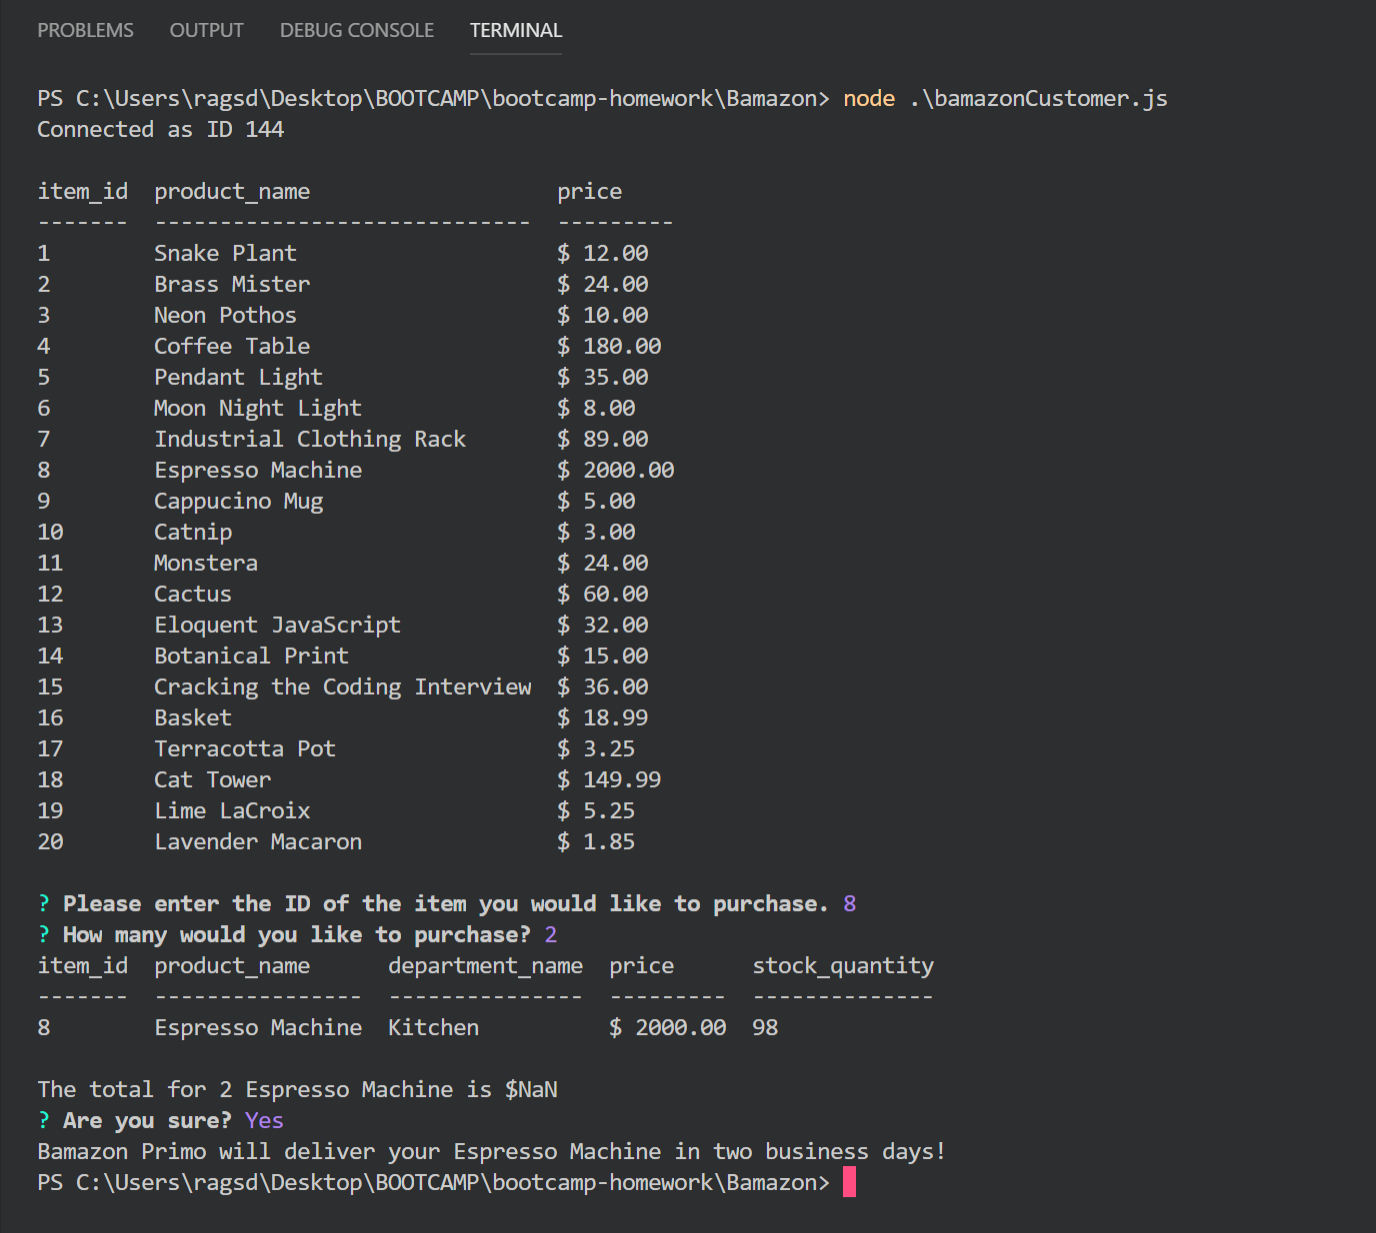 PROBLEMS OUTPUT DEBUG CONSOLE TERMINAL
PS C:\Users\ragsd\Desktop\BOOTCAMP\bootcamp-homework\Bamazon> node .\bamazonCustomer.js
Connected as ID 144
item_id  product_name                   price
-------  -----------------------------  ---------
1        Snake Plant                    $ 12.00
2        Brass Mister                   $ 24.00
3        Neon Pothos                    $ 10.00
4        Coffee Table                   $ 180.00
5        Pendant Light                  $ 35.00
6        Moon Night Light               $ 8.00
7        Industrial Clothing Rack       $ 89.00
8        Espresso Machine               $ 2000.00
9        Cappucino Mug                  $ 5.00
10       Catnip                         $ 3.00
11       Monstera                       $ 24.00
12       Cactus                         $ 60.00
13       Eloquent JavaScript            $ 32.00
14       Botanical Print                $ 15.00
15       Cracking the Coding Interview  $ 36.00
16       Basket                         $ 18.99
17       Terracotta Pot                 $ 3.25
18       Cat Tower                      $ 149.99
19       Lime LaCroix                   $ 5.25
20       Lavender Macaron               $ 1.85
? Please enter the ID of the item you would like to purchase. 8
? How many would you like to purchase? 2
item_id  product_name      department_name  price      stock_quantity
-------  ----------------  ---------------  ---------  --------------
8        Espresso Machine  Kitchen          $ 2000.00  98
The total for 2 Espresso Machine is $NaN
? Are you sure? Yes
Bamazon Primo will deliver your Espresso Machine in two business days!
PS C:\Users\ragsd\Desktop\BOOTCAMP\bootcamp-homework\Bamazon>